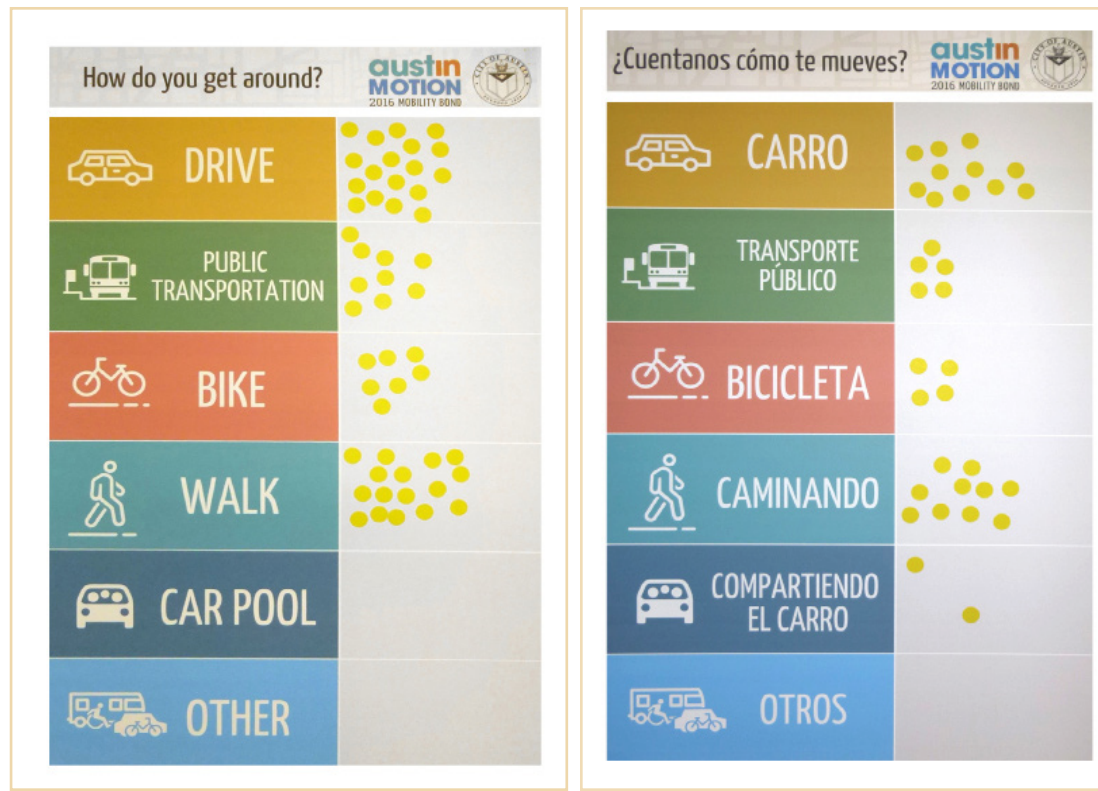 How do you get around?
austin
MOTION
2016 MOBILITY BOND
DRIVE
PUBLIC
TRANSPORTATION
BIKE
WALK
CAR POOL
OTHER
¿Cuentanos cómo te mueves?
austin
MOTION
2016 MOBILITY BOND
CARRO
TRANSPORTE
PÚBLICO
BICICLETA
CAMINANDO
COMPARTIENDO
EL CARRO
OTROS